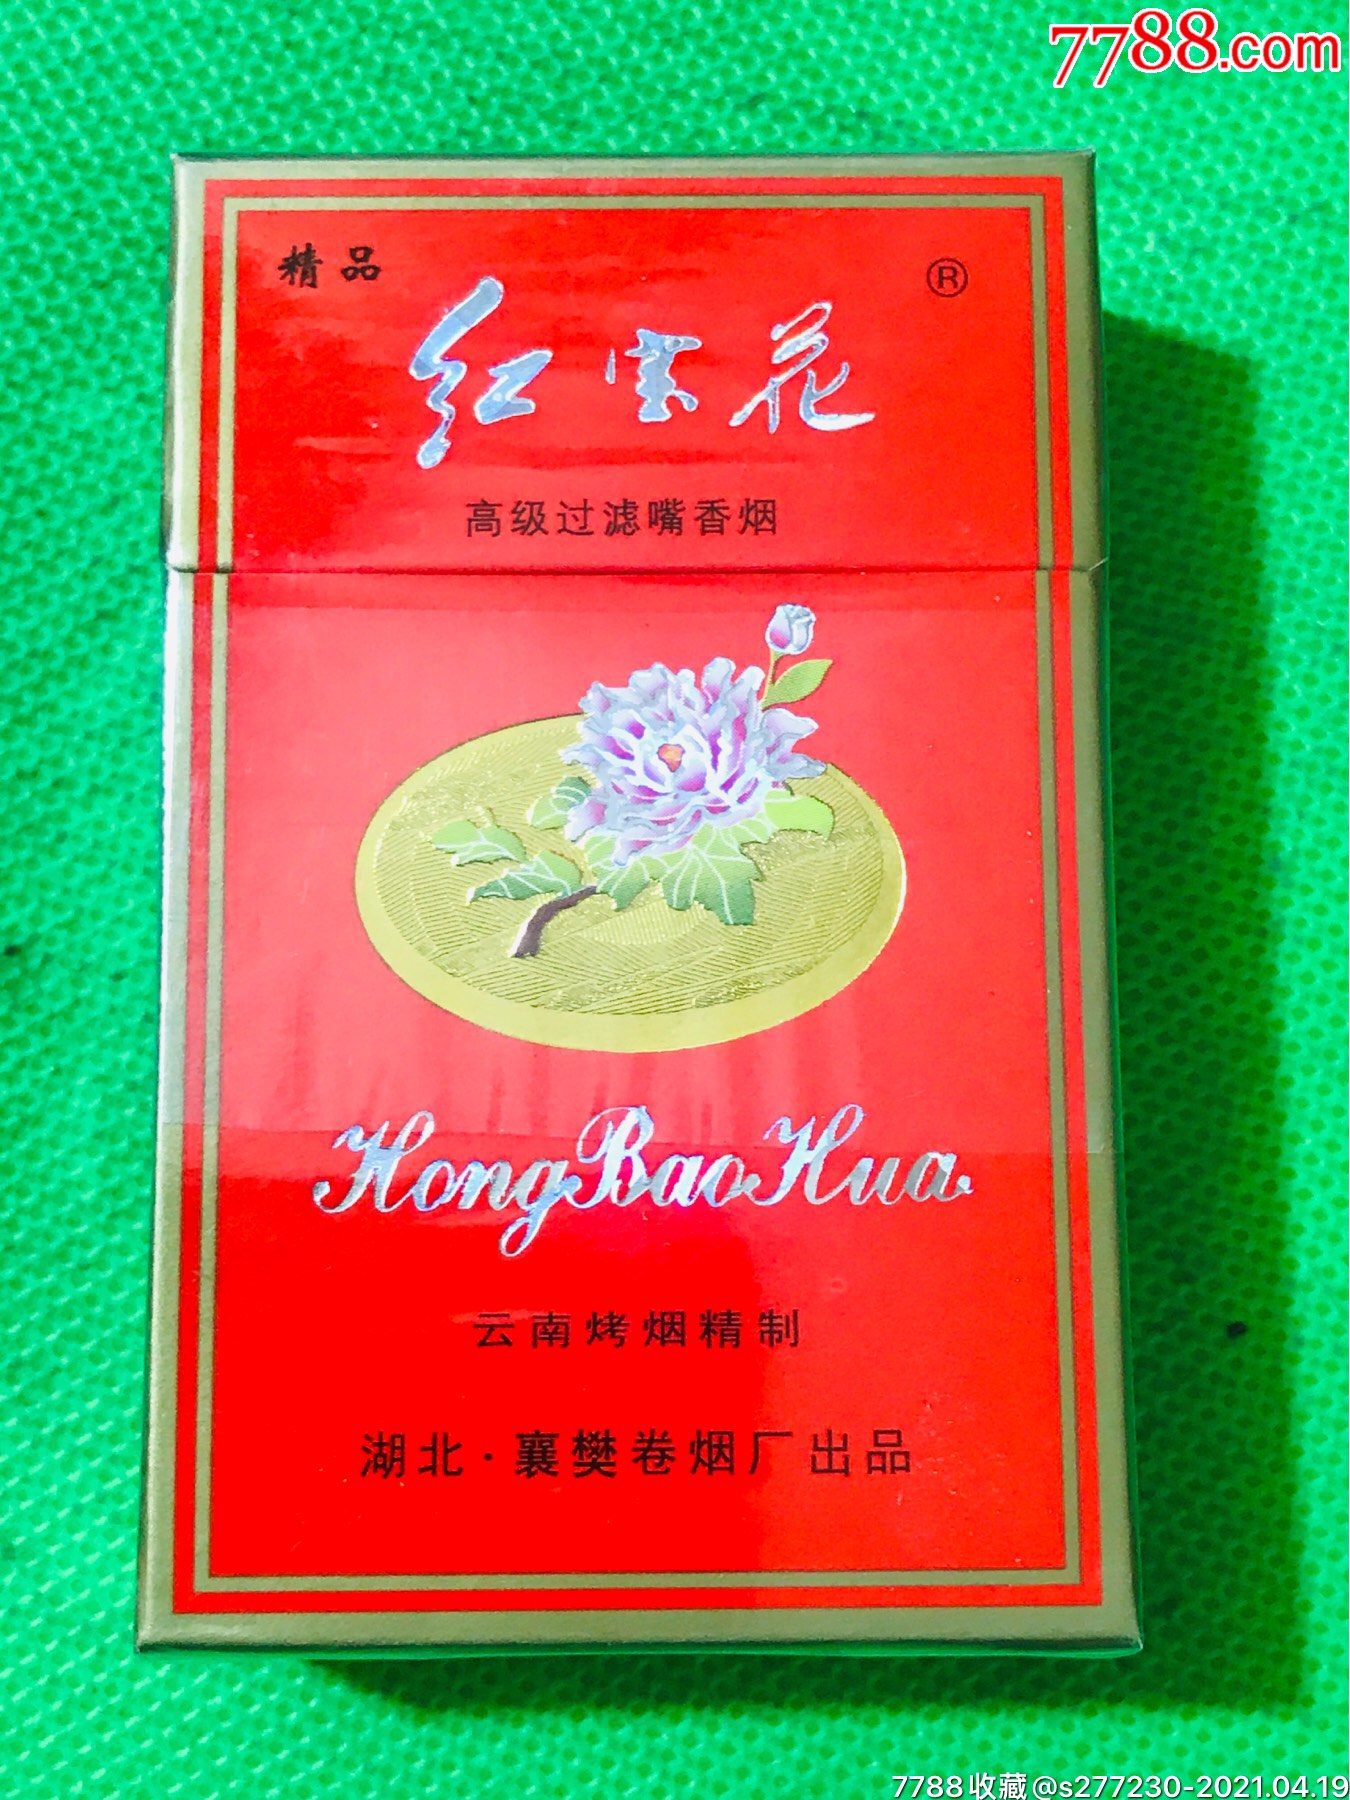 7788.com
精品
®
红宝花
高级过滤嘴香烟
HongBaoHua
云南烤烟精制
湖北·襄樊卷烟厂出品
7788收藏@s277230-2021.04.19